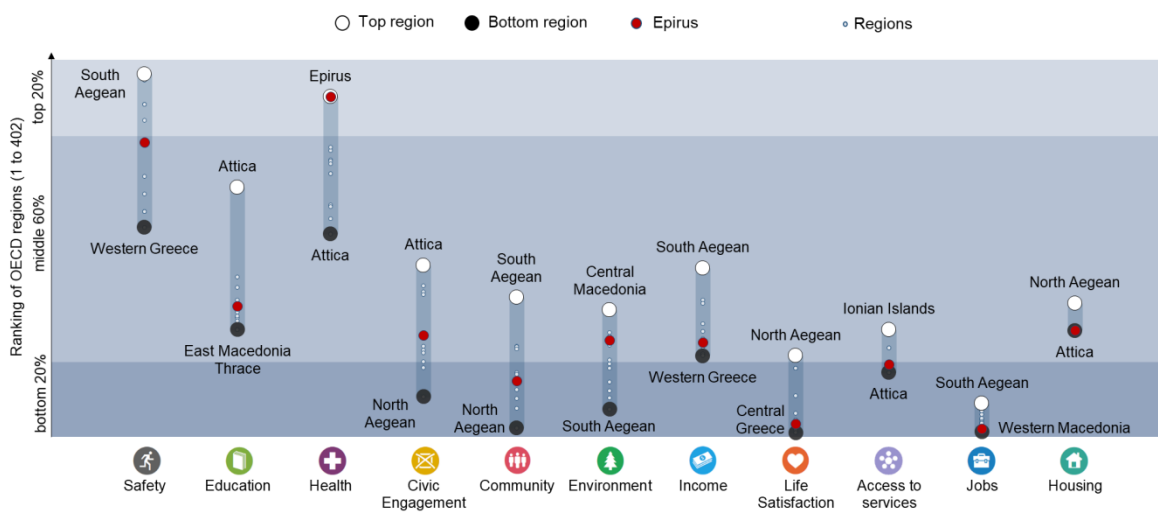 Top region
Bottom region
Epirus
Regions
Ranking of OECD regions (1 to 402)
top 20%
middle 60%
bottom 20%
South
Aegean
Western Greece
Attica
East Macedonia
Thrace
Epirus
Attica
Attica
North
Aegean
South
Aegean
North
Aegean
Central
Macedonia
South Aegean
South Aegean
Western Greece
North Aegean
Central
Greece
Ionian Islands
Attica
South Aegean
Western Macedonia
North Aegean
Attica
Safety
Education
Health
Civic
Engagement
Community
Environment
Income
Life
Satisfaction
Access to
services
Jobs
Housing